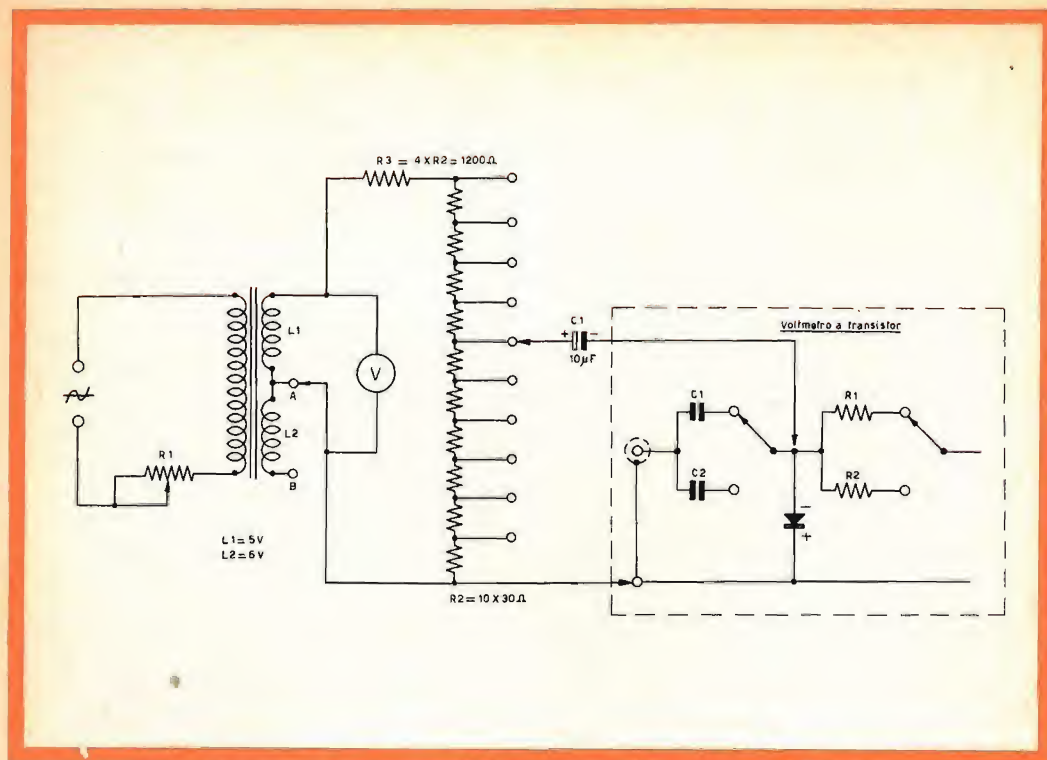 R3 = 4 X R2 = 1200Ω
L1
V
A
L2
B
R1
L1 = 5V
L2 = 6V
R2 = 10 X 30Ω
C1
+ -
10µF
Voltmetro a transistor
C1
C2
R1
R2
-
+